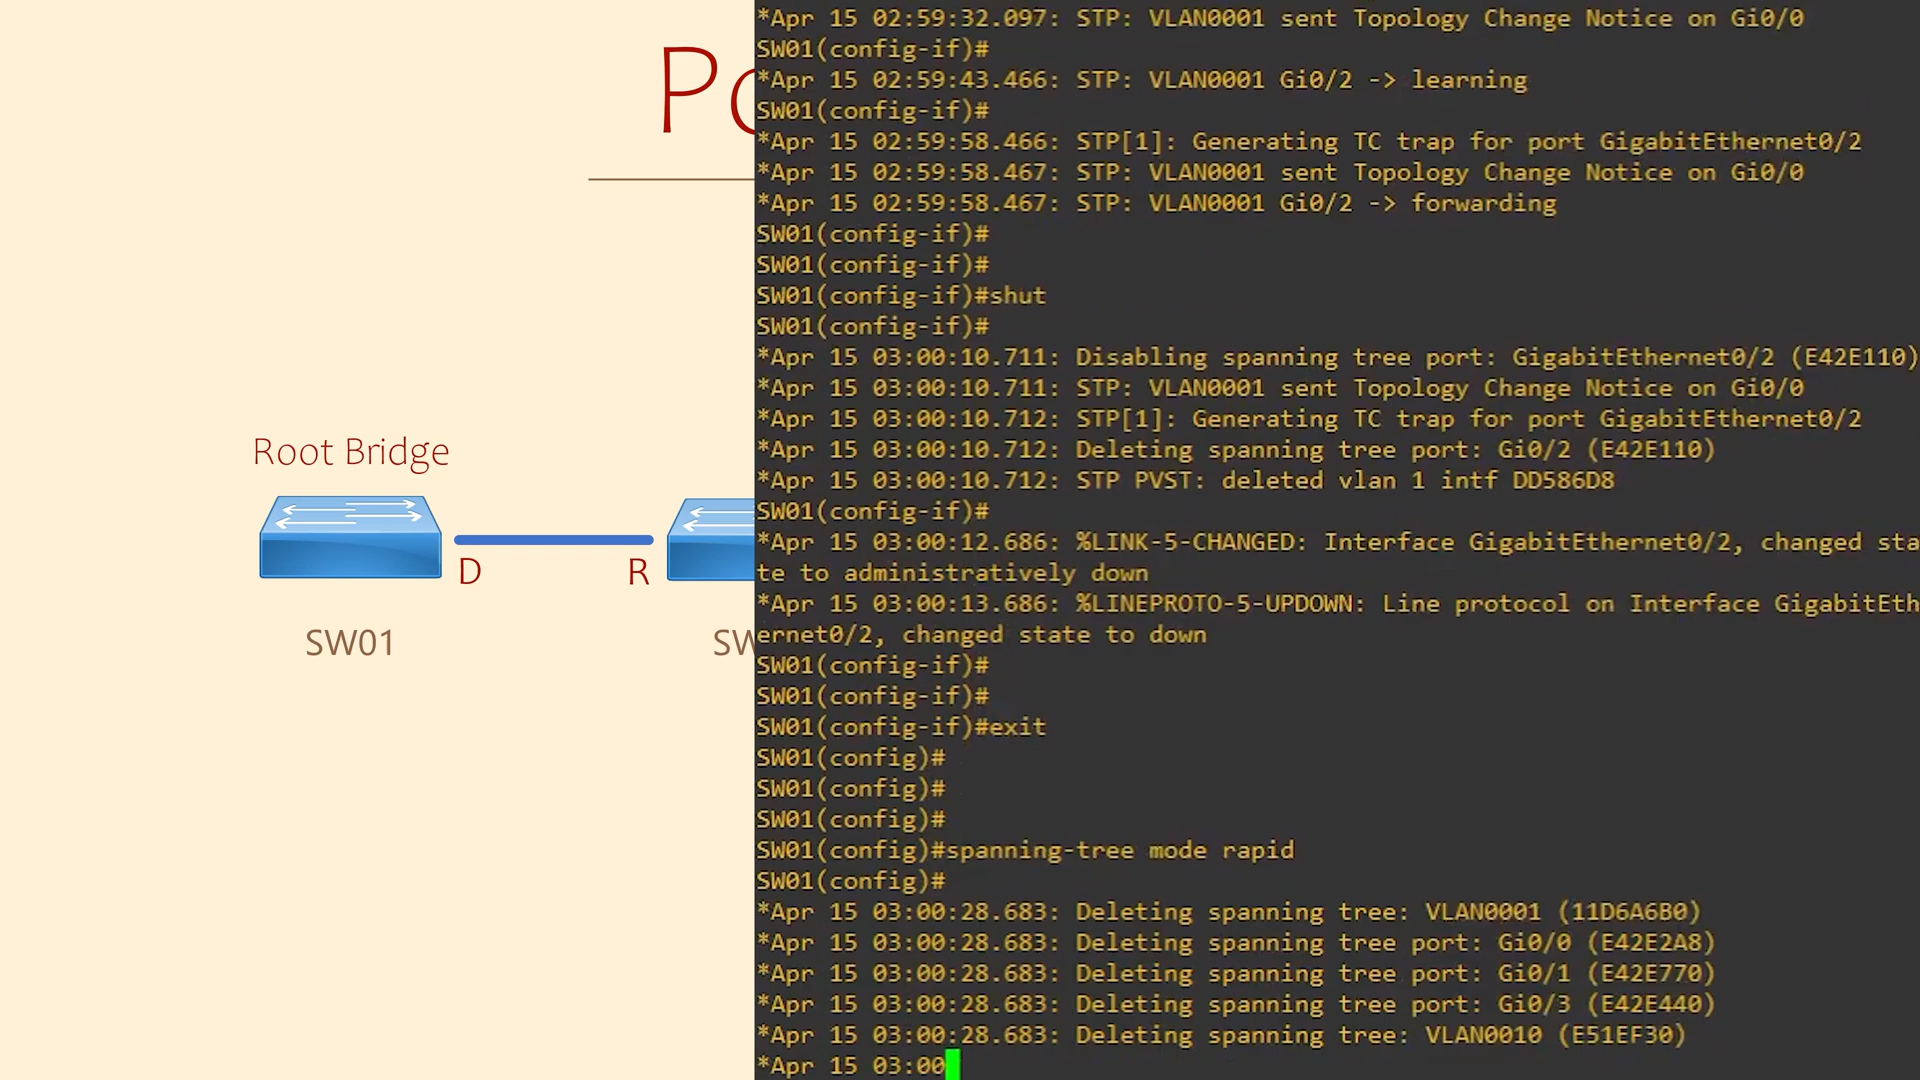 Root Bridge
D
R
SW01
*Apr 15 02:59:32.097: STP: VLAN0001 sent Topology Change Notice on Gi0/0
SW01(config-if)#
*Apr 15 02:59:43.466: STP: VLAN0001 Gi0/2 -> learning
SW01(config-if)#
*Apr 15 02:59:58.466: STP[1]: Generating TC trap for port GigabitEthernet0/2
*Apr 15 02:59:58.467: STP: VLAN0001 sent Topology Change Notice on Gi0/0
*Apr 15 02:59:58.467: STP: VLAN0001 Gi0/2 -> forwarding
SW01(config-if)#
SW01(config-if)#
SW01(config-if)#shut
SW01(config-if)#
*Apr 15 03:00:10.711: Disabling spanning tree port: GigabitEthernet0/2 (E42E110)
*Apr 15 03:00:10.711: STP: VLAN0001 sent Topology Change Notice on Gi0/0
*Apr 15 03:00:10.712: STP[1]: Generating TC trap for port GigabitEthernet0/2
*Apr 15 03:00:10.712: Deleting spanning tree port: Gi0/2 (E42E110)
*Apr 15 03:00:10.712: STP PVST: deleted vlan 1 intf DD586D8
SW01(config-if)#
*Apr 15 03:00:12.686: %LINK-5-CHANGED: Interface GigabitEthernet0/2, changed sta
te to administratively down
*Apr 15 03:00:13.686: %LINEPROTO-5-UPDOWN: Line protocol on Interface GigabitEth
ernet0/2, changed state to down
SW01(config-if)#
SW01(config-if)#
SW01(config-if)#exit
SW01(config)#
SW01(config)#
SW01(config)#
SW01(config)#spanning-tree mode rapid
SW01(config)#
*Apr 15 03:00:28.683: Deleting spanning tree: VLAN0001 (11D6A6B0)
*Apr 15 03:00:28.683: Deleting spanning tree port: Gi0/0 (E42E2A8)
*Apr 15 03:00:28.683: Deleting spanning tree port: Gi0/1 (E42E770)
*Apr 15 03:00:28.683: Deleting spanning tree port: Gi0/3 (E42E440)
*Apr 15 03:00:28.683: Deleting spanning tree: VLAN0010 (E51EF30)
*Apr 15 03:00